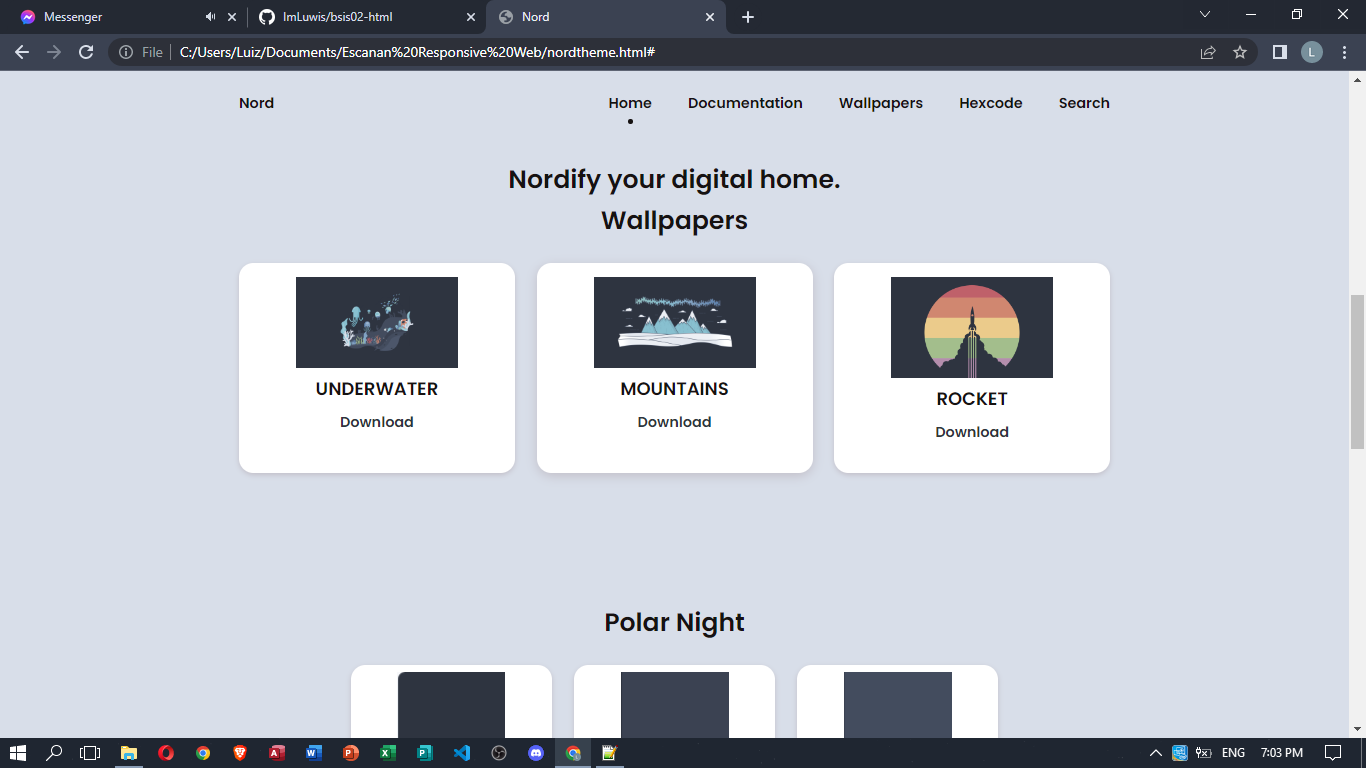 Messenger
ImLuwis/bsis02-html
Nord
File
C:/Users/Luiz/Documents/Escanan%20Responsive%20Web/nordtheme.html#
L
Nord
Home
Documentation
Wallpapers
Hexcode
Search
Nordify your digital home.
Wallpapers
UNDERWATER
Download
MOUNTAINS
Download
ROCKET
Download
Polar Night
ENG
7:03 PM